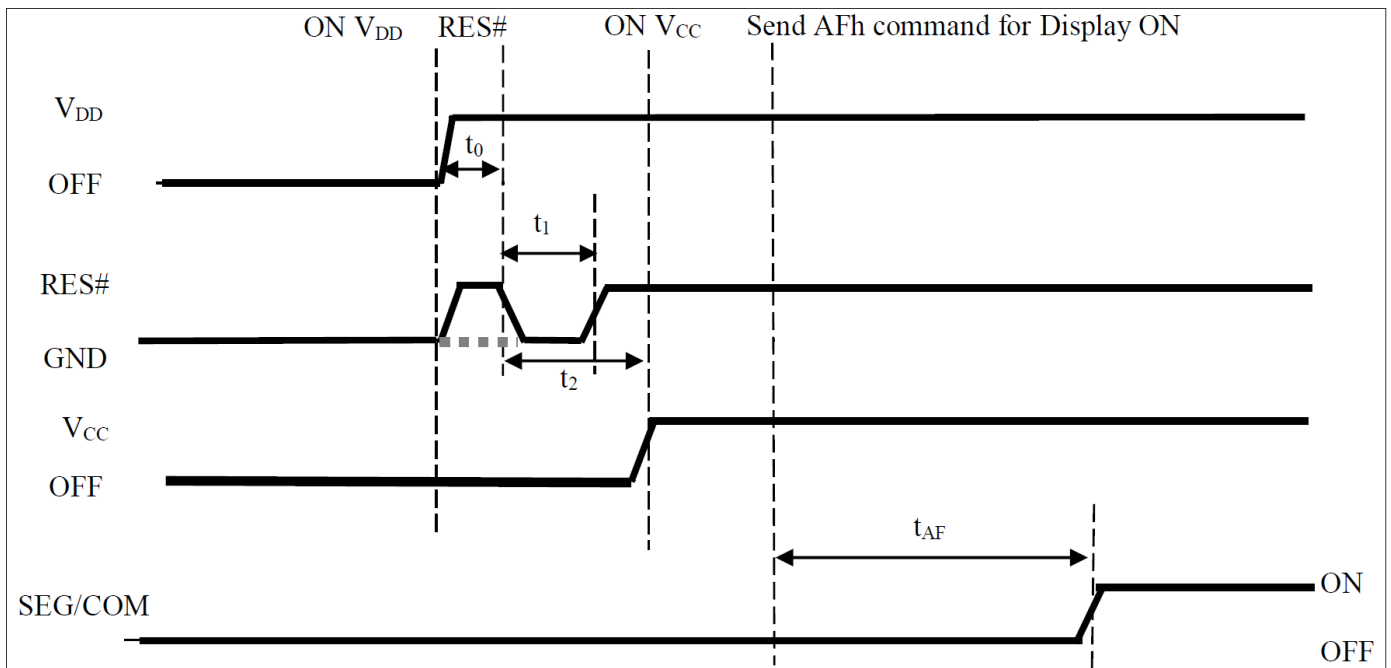 ON VDD RES# ON VCC Send AFh command for Display ON
VDD
t0
OFF
t1
RES#
GND
t2
VCC
OFF
tAF
ON
SEG/COM
OFF